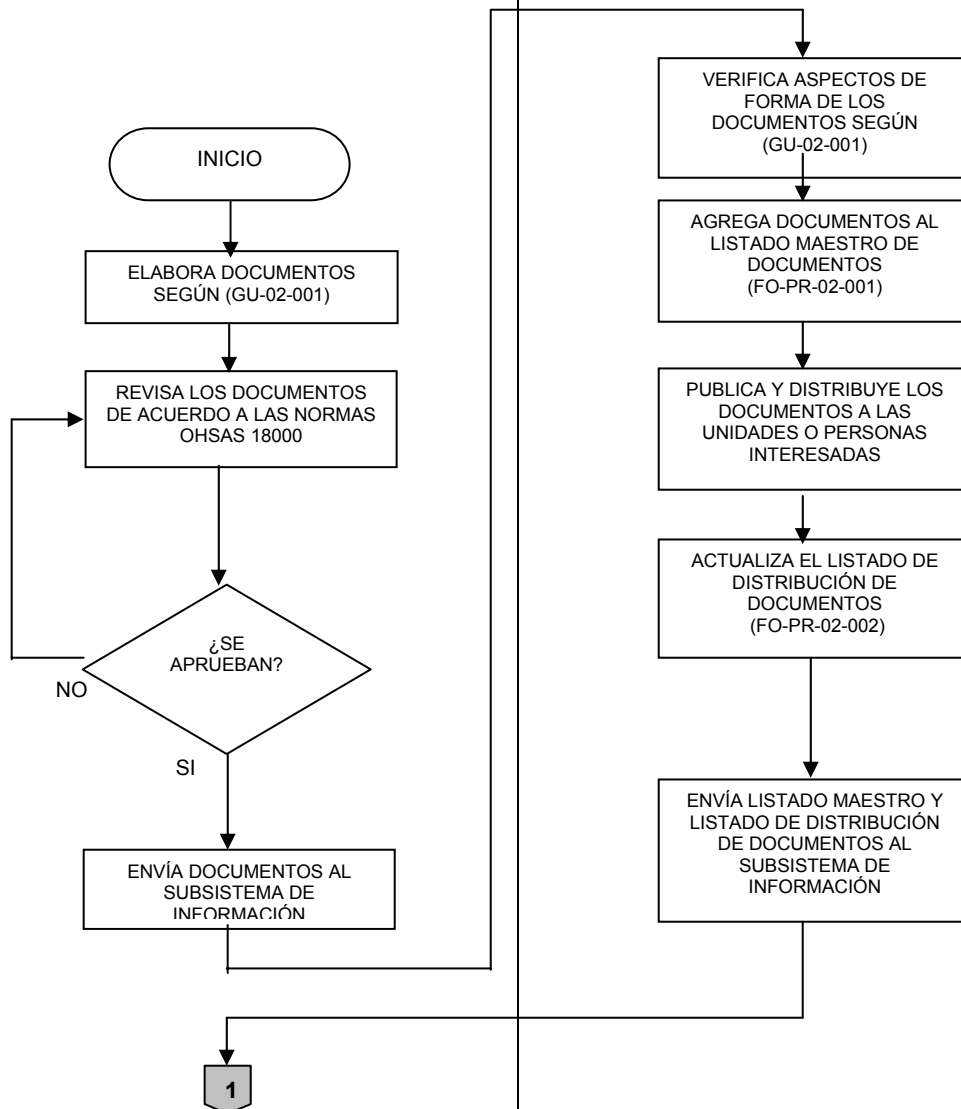 INICIO
ELABORA DOCUMENTOS
SEGÚN (GU-02-001)
REVISA LOS DOCUMENTOS
DE ACUERDO A LAS NORMAS
OHSAS 18000
¿SE
APRUEBAN?
NO
SI
ENVÍA DOCUMENTOS AL
SUBSISTEMA DE
INFORMACIÓN
VERIFICA ASPECTOS DE
FORMA DE LOS
DOCUMENTOS SEGÚN
(GU-02-001)
AGREGA DOCUMENTOS AL
LISTADO MAESTRO DE
DOCUMENTOS
(FO-PR-02-001)
PUBLICA Y DISTRIBUYE LOS
DOCUMENTOS A LAS
UNIDADES O PERSONAS
INTERESADAS
ACTUALIZA EL LISTADO DE
DISTRIBUCIÓN DE
DOCUMENTOS
(FO-PR-02-002)
ENVÍA LISTADO MAESTRO Y
LISTADO DE DISTRIBUCIÓN
DE DOCUMENTOS AL
SUBSISTEMA DE
INFORMACIÓN
1